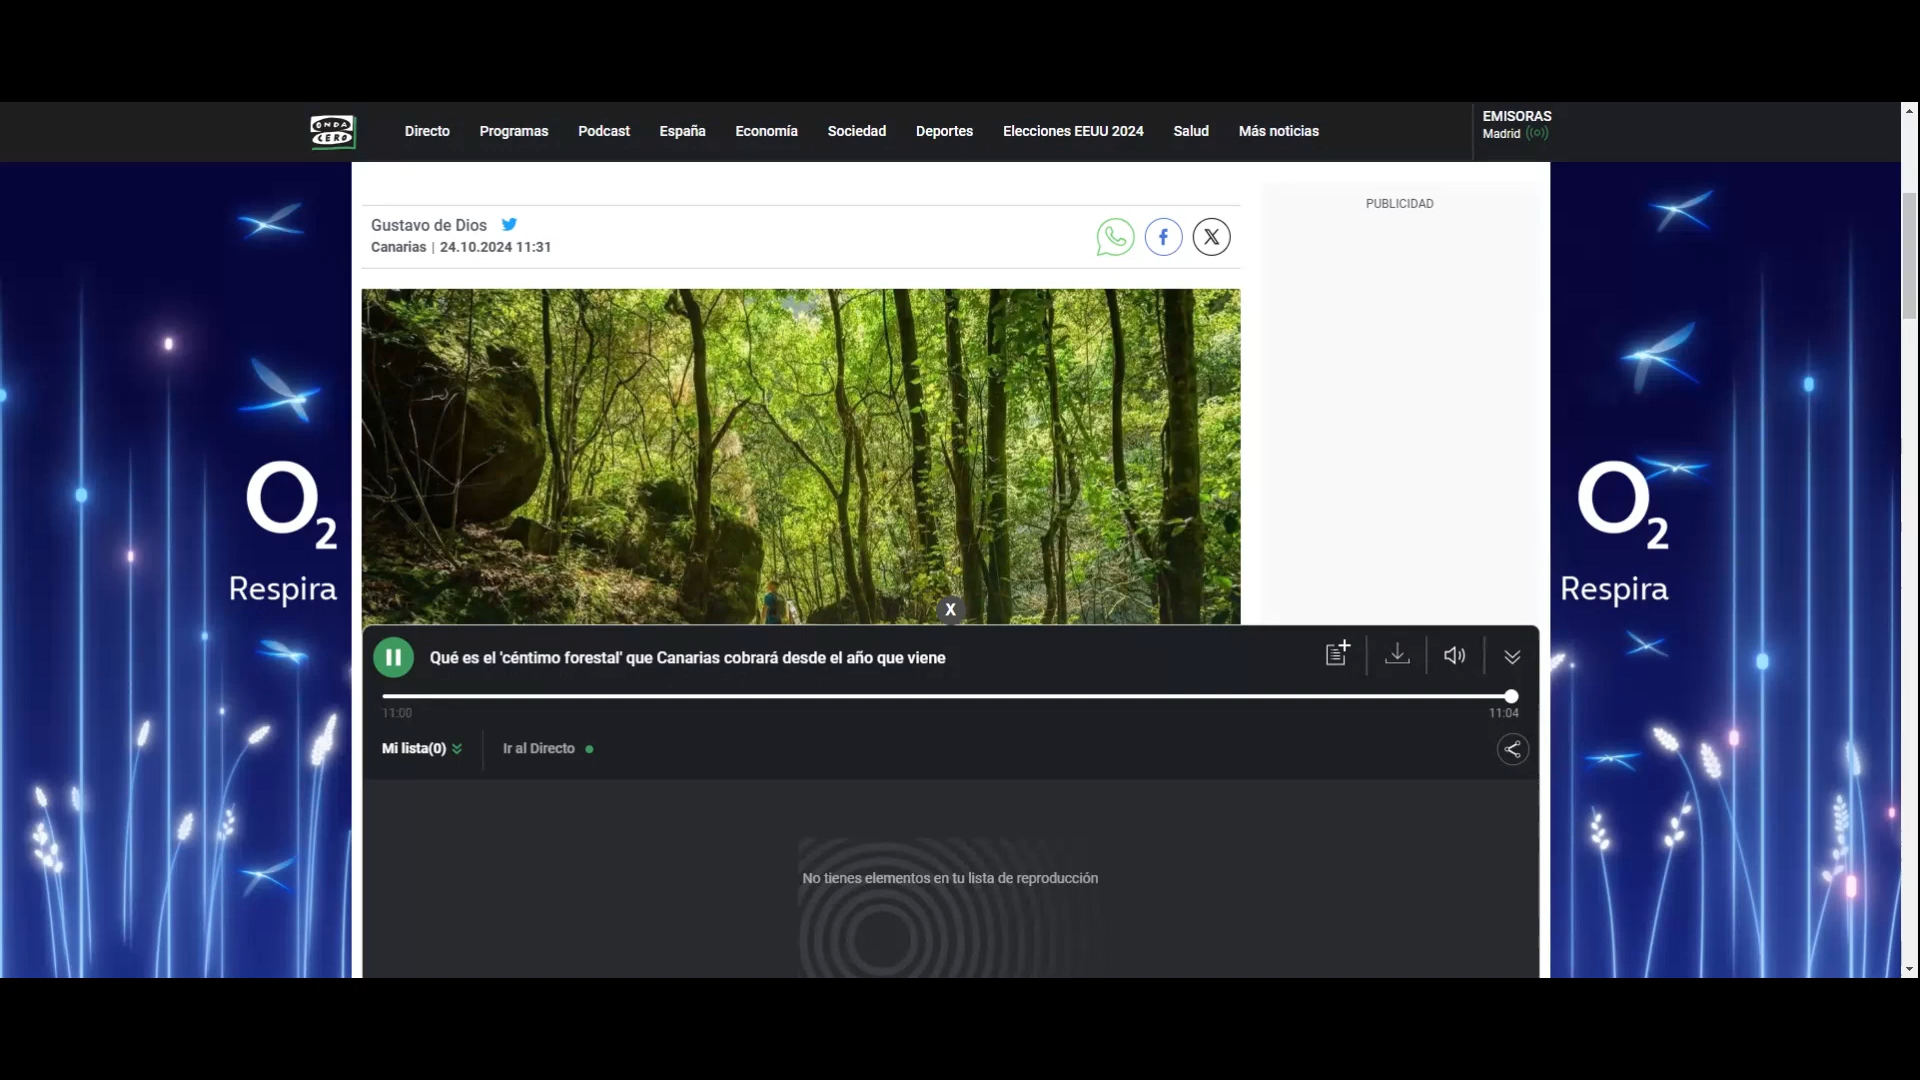 ONDA
CERO
Directo
Programas
Podcast
España
Economía
Sociedad
Deportes
Elecciones EEUU 2024
Salud
Más noticias
EMISORAS
Madrid
Gustavo de Dios
Canarias | 24.10.2024 11:31
PUBLICIDAD
O2
Respira
O2
Respira
X
Qué es el 'céntimo forestal' que Canarias cobrará desde el año que viene
11:00
11:04
Mi lista(0)
Ir al Directo
No tienes elementos en tu lista de reproducción